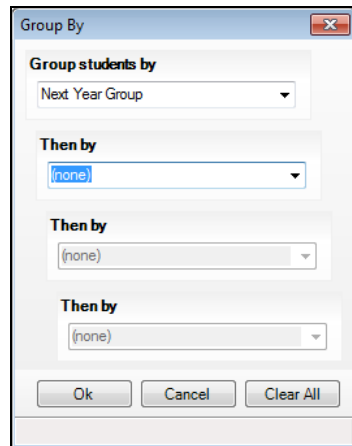 Group By
Group students by
Next Year Group
Then by
(none)
Then by
(none)
Then by
(none)
Ok Cancel Clear All